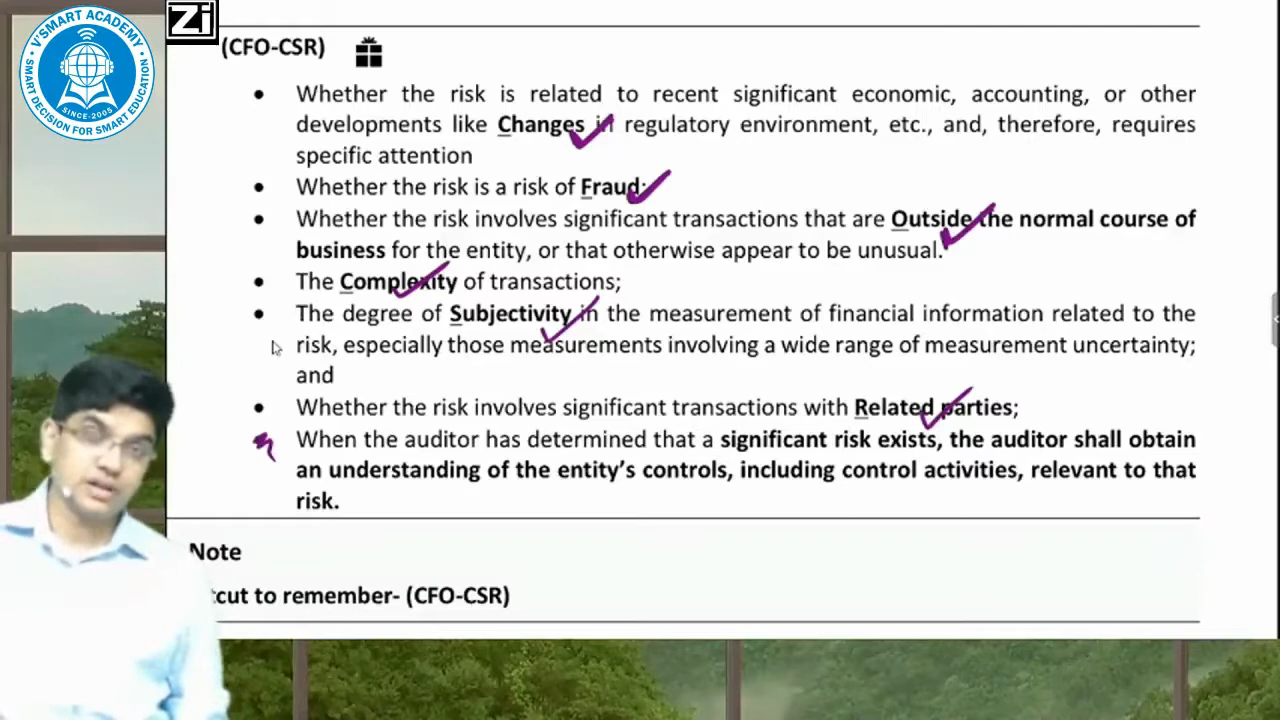 V'SMART ACADEMY
SMART DECISION FOR SMART EDUCATION
SINCE-2005
Zi
(CFO-CSR)
• Whether the risk is related to recent significant economic, accounting, or other
developments like Changes in regulatory environment, etc., and, therefore, requires
specific attention
• Whether the risk is a risk of Fraud;
• Whether the risk involves significant transactions that are Outside the normal course of
business for the entity, or that otherwise appear to be unusual.
• The Complexity of transactions;
• The degree of Subjectivity in the measurement of financial information related to the
risk, especially those measurements involving a wide range of measurement uncertainty;
and
• Whether the risk involves significant transactions with Related parties;
When the auditor has determined that a significant risk exists, the auditor shall obtain
an understanding of the entity's controls, including control activities, relevant to that
risk.
Note
to remember- (CFO-CSR)